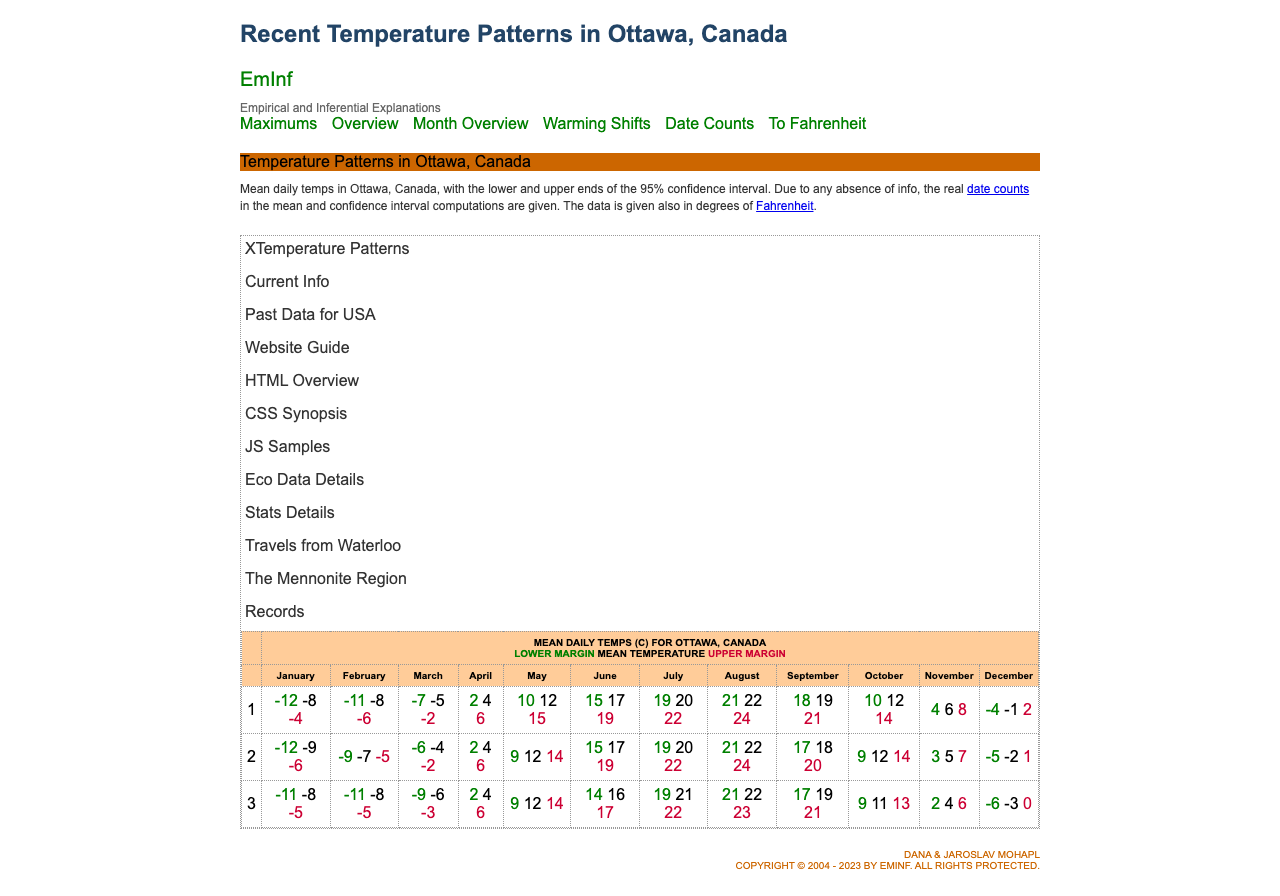 Recent Temperature Patterns in Ottawa, Canada
EmInf
Empirical and Inferential Explanations
Maximums Overview Month Overview Warming Shifts Date Counts To Fahrenheit
Temperature Patterns in Ottawa, Canada
Mean daily temps in Ottawa, Canada, with the lower and upper ends of the 95% confidence interval. Due to any absence of info, the real date counts
in the mean and confidence interval computations are given. The data is given also in degrees of Fahrenheit.
XTemperature Patterns
Current Info
Past Data for USA
Website Guide
HTML Overview
CSS Synopsis
JS Samples
Eco Data Details
Stats Details
Travels from Waterloo
The Mennonite Region
Records
MEAN DAILY TEMPS (C) FOR OTTAWA, CANADA
LOWER MARGIN MEAN TEMPERATURE UPPER MARGIN
January February March April May June July August September October November December
1 -12 -8 -4 -11 -8 -6 -7 -5 -2 2 4 6 10 12 15 15 17 19 19 20 22 21 22 24 18 19 21 10 12 14 4 6 8 -4 -1 2
2 -12 -9 -6 -9 -7 -5 -6 -4 -2 2 4 6 9 12 14 15 17 19 19 20 22 21 22 24 17 18 20 9 12 14 3 5 7 -5 -2 1
3 -11 -8 -5 -11 -8 -5 -9 -6 -3 2 4 6 9 12 14 14 16 17 19 21 22 21 22 23 17 19 21 9 11 13 2 4 6 -6 -3 0
DANA & JAROSLAV MOHAPL
COPYRIGHT © 2004 - 2023 BY EMINF. ALL RIGHTS PROTECTED.